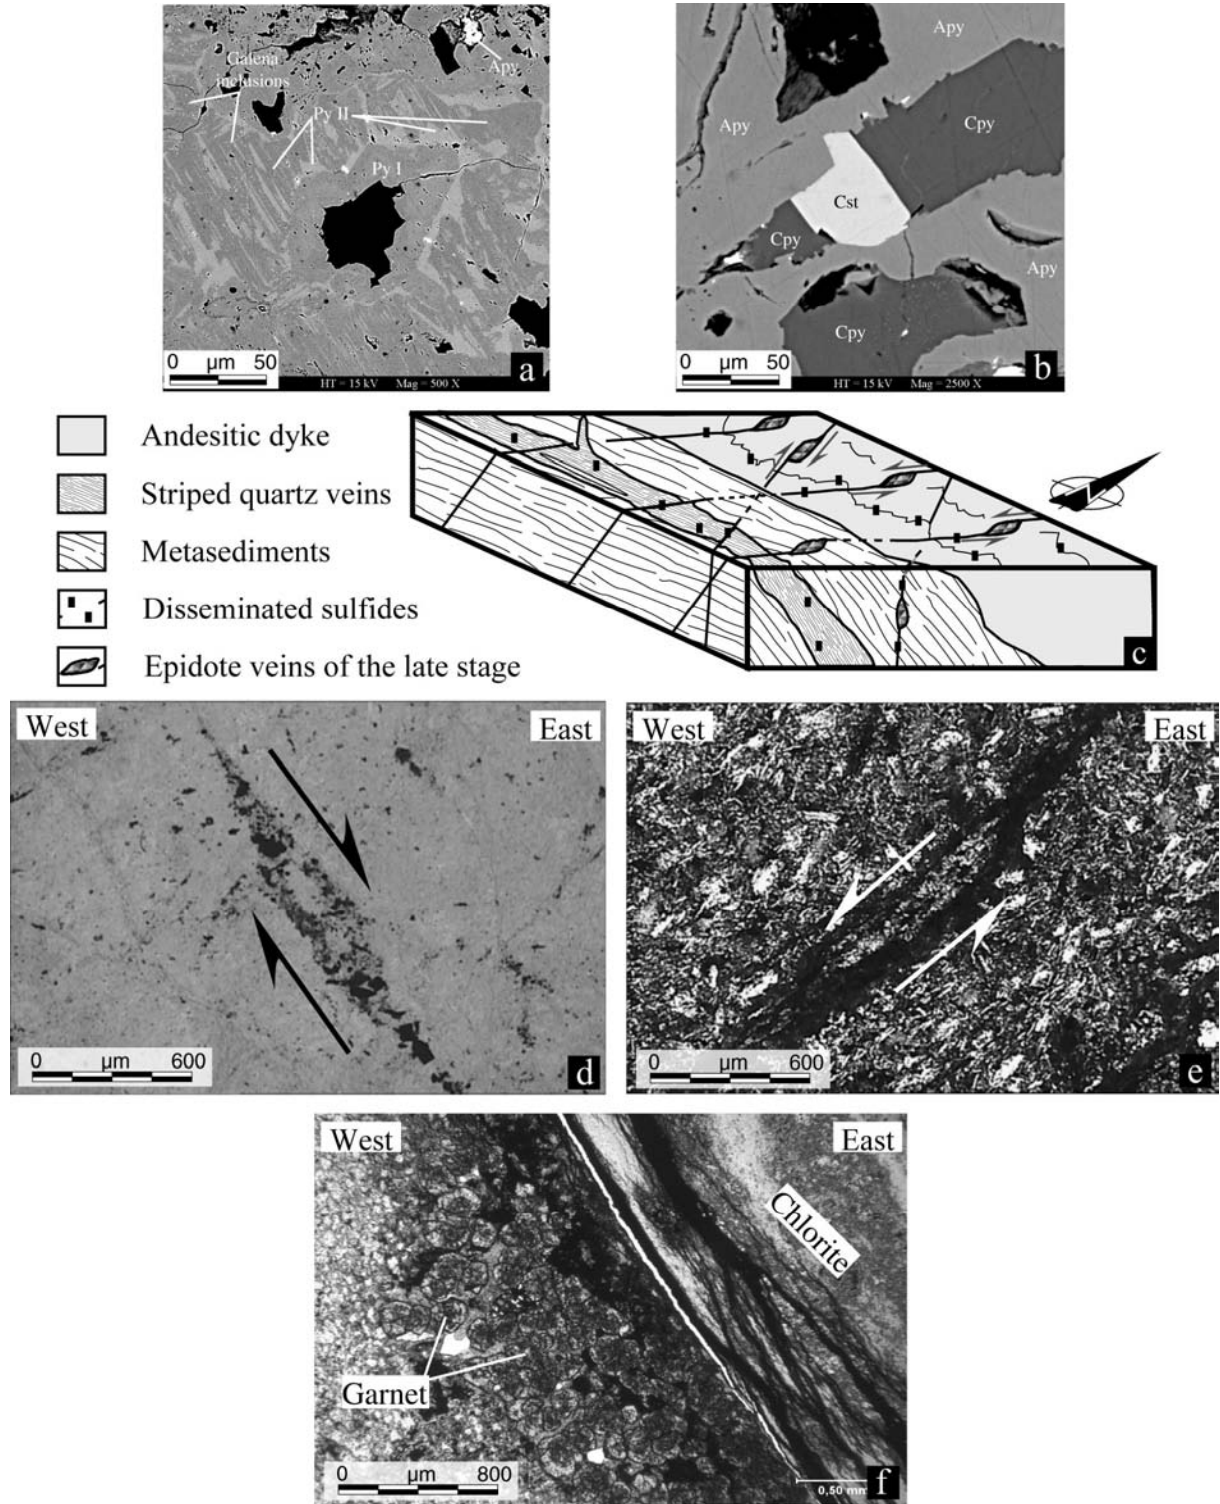 Galena
inclusions
Apy
Py II
Py I
0 µm 50
HT = 15 kV Mag = 500 X
a
Apy
Cpy
Apy
Cst
Cpy
Apy
Cpy
0 µm 50
HT = 15 kV Mag = 2500 X
b
Andesitic dyke
Striped quartz veins
Metasediments
Disseminated sulfides
Epidote veins of the late stage
c
West
East
0 µm 600
d
West
East
0 µm 600
e
West
East
Chlorite
Garnet
0 µm 800
0,50 mm
f